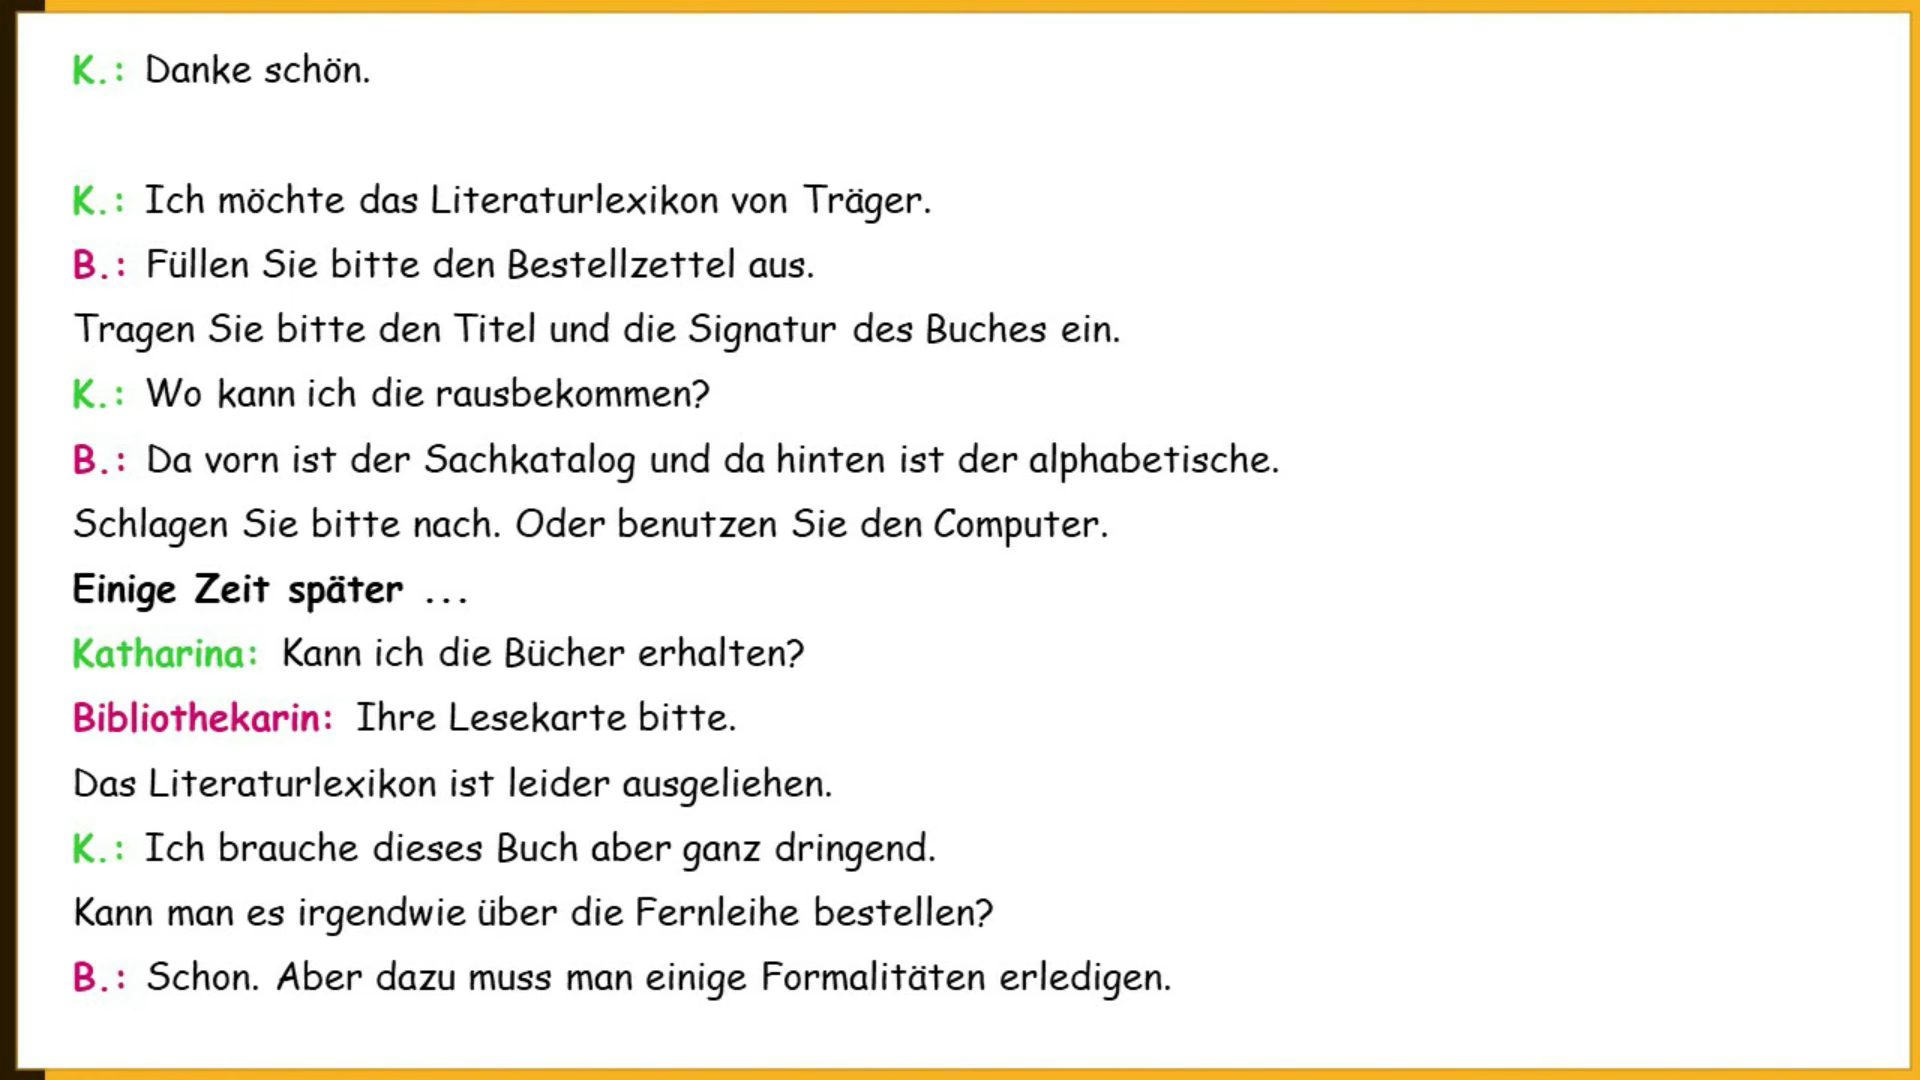 K.: Danke schön.
K.: Ich möchte das Literaturlexikon von Träger.
B.: Füllen Sie bitte den Bestellzettel aus.
Tragen Sie bitte den Titel und die Signatur des Buches ein.
K.: Wo kann ich die rausbekommen?
B.: Da vorn ist der Sachkatalog und da hinten ist der alphabetische.
Schlagen Sie bitte nach. Oder benutzen Sie den Computer.
Einige Zeit später ...
Katharina: Kann ich die Bücher erhalten?
Bibliothekarin: Ihre Lesekarte bitte.
Das Literaturlexikon ist leider ausgeliehen.
K.: Ich brauche dieses Buch aber ganz dringend.
Kann man es irgendwie über die Fernleihe bestellen?
B.: Schon. Aber dazu muss man einige Formalitäten erledigen.